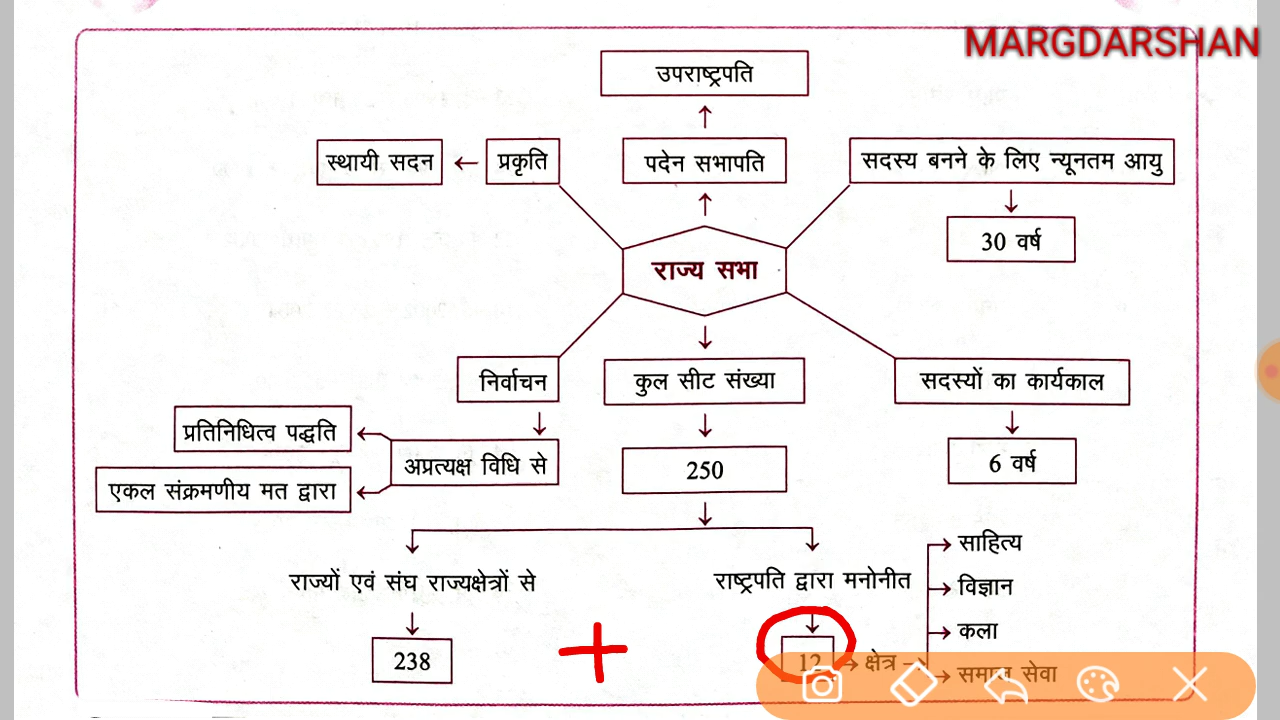 MARGDARSHAN
उपराष्ट्रपति
स्थायी सदन
प्रकृति
पदेन सभापति
सदस्य बनने के लिए न्यूनतम आयु
30 वर्ष
राज्य सभा
निर्वाचन
कुल सीट संख्या
सदस्यों का कार्यकाल
प्रतिनिधित्व पद्धति
अप्रत्यक्ष विधि से
एकल संक्रमणीय मत द्वारा
250
6 वर्ष
राज्यों एवं संघ राज्यक्षेत्रों से
राष्ट्रपति द्वारा मनोनीत
साहित्य
विज्ञान
कला
समाज सेवा
238
+
12
क्षेत्र